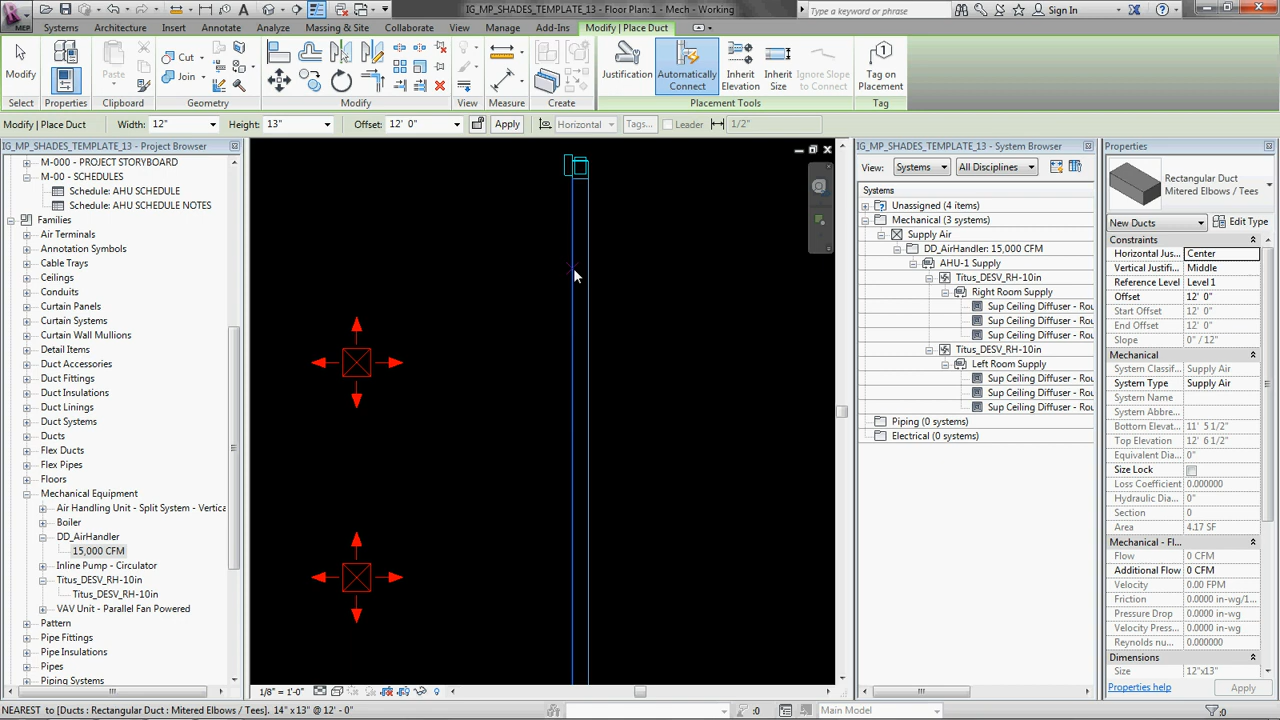 IG_MP_SHADES_TEMPLATE_13 - Floor Plan: 1 - Mech - Working
Type a keyword or phrase
Sign In
MEP
Systems Architecture Insert Annotate Analyze Massing & Site Collaborate View Manage Add-Ins Modify | Place Duct
Modify
Paste
Cut
Join
Justification
Automatically Connect
Inherit Elevation
Inherit Size
Ignore Slope to Connect
Tag on Placement
Select Properties Clipboard Geometry Modify View Measure Create Placement Tools Tag
Modify | Place Duct Width: 12" Height: 13" Offset: 12' 0" Apply Horizontal Tags... Leader 1/2"
IG_MP_SHADES_TEMPLATE_13 - Project Browser
M-000 - PROJECT STORYBOARD
M-00 - SCHEDULES
Schedule: AHU SCHEDULE
Schedule: AHU SCHEDULE NOTES
Families
Air Terminals
Annotation Symbols
Cable Trays
Ceilings
Conduits
Curtain Panels
Curtain Systems
Curtain Wall Mullions
Detail Items
Duct Accessories
Duct Fittings
Duct Insulations
Duct Linings
Duct Systems
Ducts
Flex Ducts
Flex Pipes
Floors
Mechanical Equipment
Air Handling Unit - Split System - Vertica
Boiler
DD_AirHandler
15,000 CFM
Inline Pump - Circulator
Titus_DESV_RH-10in
Titus_DESV_RH-10in
VAV Unit - Parallel Fan Powered
Pattern
Pipe Fittings
Pipe Insulations
Pipes
Piping Systems
1/8" = 1'-0"
IG_MP_SHADES_TEMPLATE_13 - System Browser
View: Systems All Disciplines
Systems
Unassigned (4 items)
Mechanical (3 systems)
Supply Air
DD_AirHandler: 15,000 CFM
AHU-1 Supply
Titus_DESV_RH-10in
Right Room Supply
Sup Ceiling Diffuser - Rou
Sup Ceiling Diffuser - Rou
Sup Ceiling Diffuser - Rou
Titus_DESV_RH-10in
Left Room Supply
Sup Ceiling Diffuser - Rou
Sup Ceiling Diffuser - Rou
Sup Ceiling Diffuser - Rou
Piping (0 systems)
Electrical (0 systems)
Properties
Rectangular Duct
Mitered Elbows / Tees
New Ducts Edit Type
Constraints
Horizontal Jus... Center
Vertical Justifi... Middle
Reference Level Level 1
Offset 12' 0"
Start Offset 12' 0"
End Offset 12' 0"
Slope 0" / 12"
Mechanical
System Classif... Supply Air
System Type Supply Air
System Name
System Abbre...
Bottom Elevat... 11' 5 1/2"
Top Elevation 12' 6 1/2"
Equivalent Dia... 0"
Size Lock
Loss Coefficient 0.000000
Hydraulic Dia... 0"
Section 0
Area 4.17 SF
Mechanical - Fl...
Flow 0 CFM
Additional Flow 0 CFM
Velocity 0.00 FPM
Friction 0.0000 in-wg/1...
Pressure Drop 0.0000 in-wg
Velocity Press... 0.0000 in-wg
Reynolds nu... 0.000000
Dimensions
Size 12"x13"
Properties help Apply
NEAREST to [Ducts : Rectangular Duct : Mitered Elbows / Tees]. 14" x 13" @ 12' - 0" :0 Main Model :0